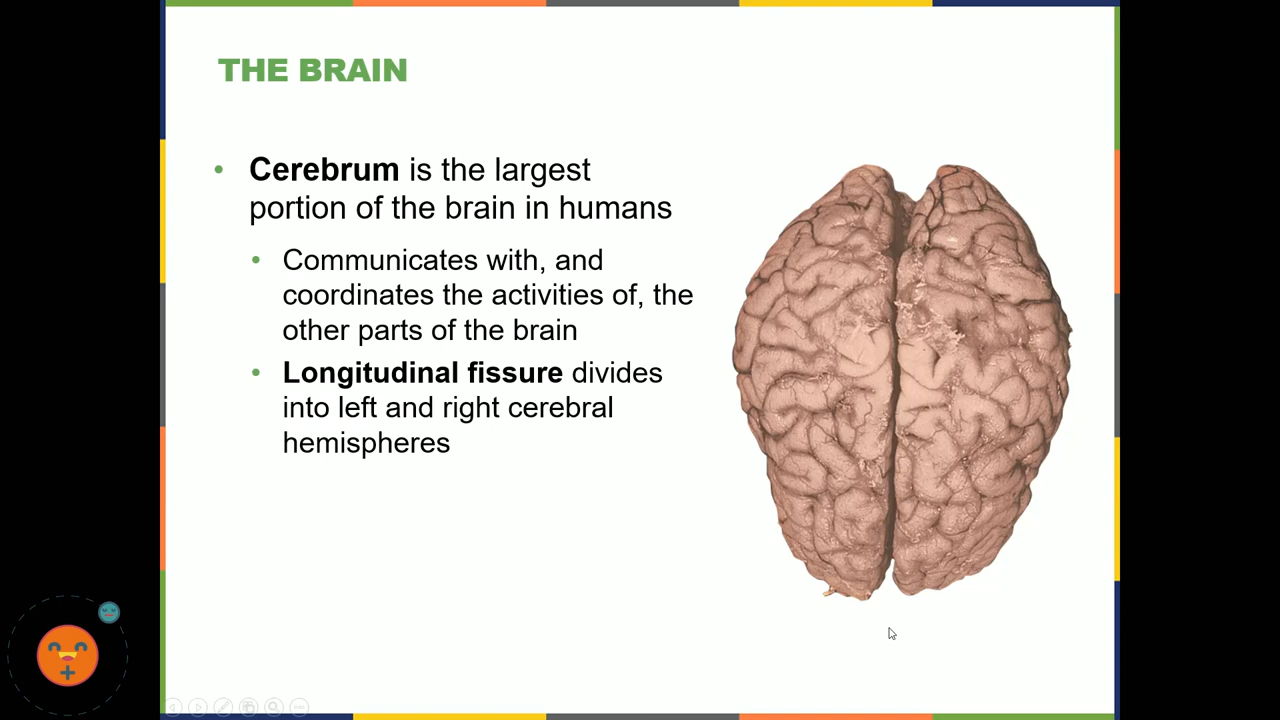 THE BRAIN
• Cerebrum is the largest
portion of the brain in humans
• Communicates with, and
coordinates the activities of, the
other parts of the brain
• Longitudinal fissure divides
into left and right cerebral
hemispheres